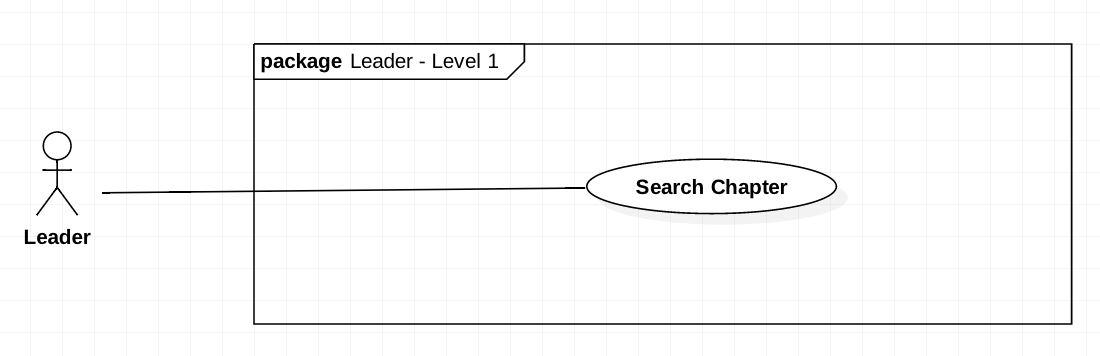 package Leader - Level 1
Search Chapter
Leader